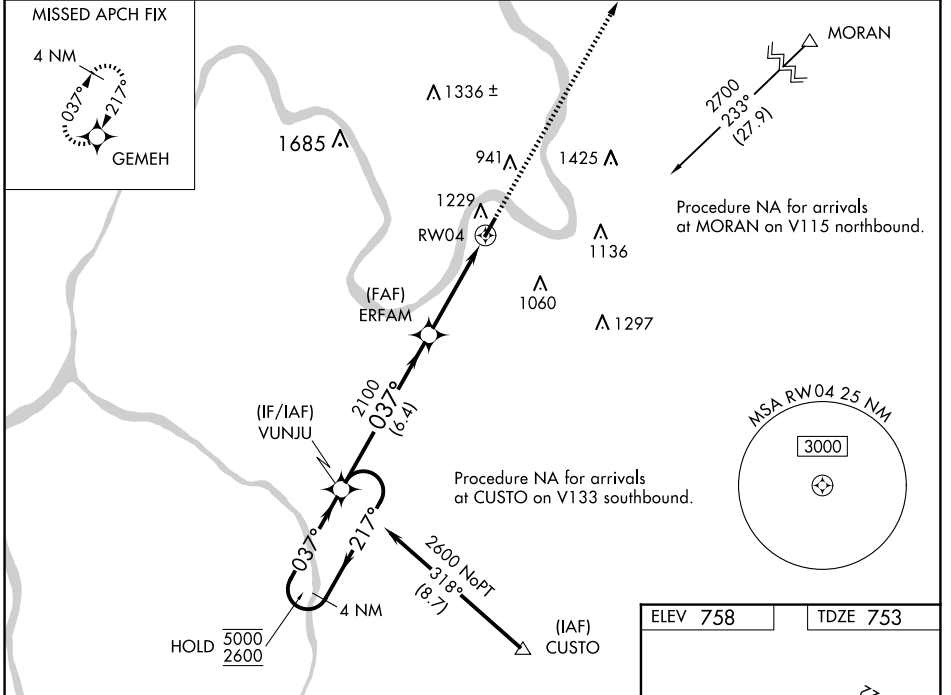 MISSED APCH FIX
4 NM
037°
217°
GEMEH
MORAN
2700
233°
(27.9)
Procedure NA for arrivals
at MORAN on V115 northbound.
1336 ±
1685
941
1425
1229
RW04
1136
1060
1297
(FAF)
ERFAM
2100
037°
(6.4)
(IF/IAF)
VUNJU
Procedure NA for arrivals
at CUSTO on V133 southbound.
MSA RW04 25 NM
3000
037°
217°
4 NM
HOLD
5000
2600
2600 NoPT
318°
(8.7)
(IAF)
CUSTO
ELEV 758
TDZE 753